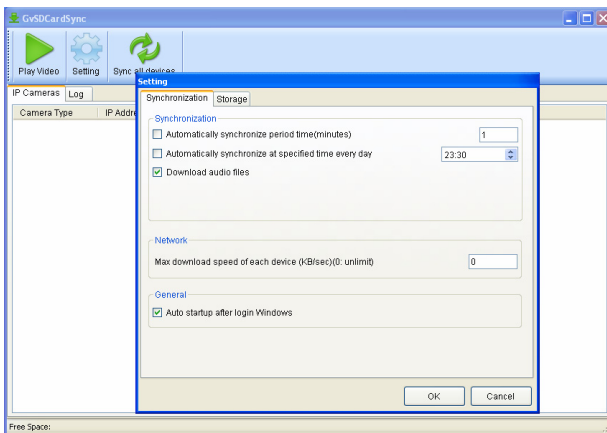 GvSDCardSync
Play Video Setting Sync all devices
IP Cameras Log
Camera Type IP Addre
Setting
Synchronization Storage
Synchronization
Automatically synchronize period time(minutes) 1
Automatically synchronize at specified time every day 23:30
Download audio files
Network
Max download speed of each device (KB/sec)(0: unlimit) 0
General
Auto startup after login Windows
OK Cancel
Free Space: